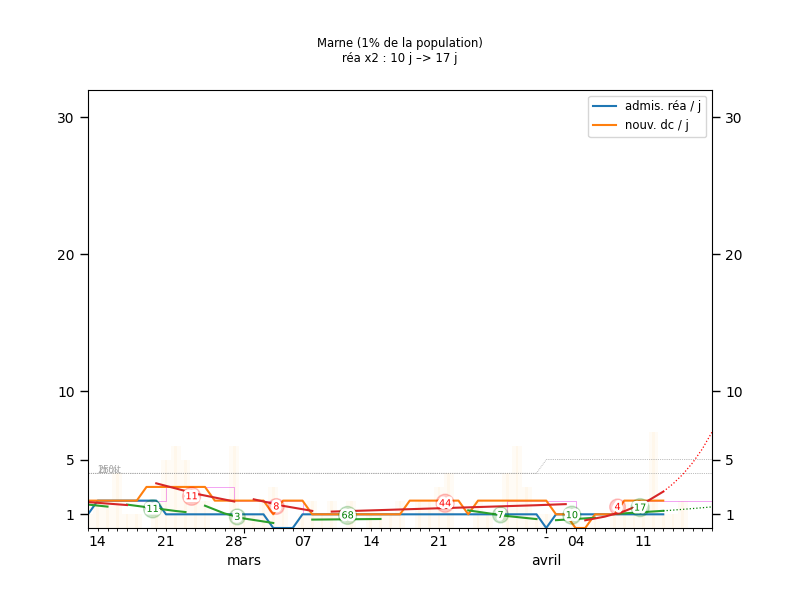 Marne (1% de la population)
réa x2 : 10 j –> 17 j
admis. réa / j
nouv. dc / j
30 30
20 20
10 10
5 5
1 1
11 11 3 8 68 44 7 10 4 17
14 21 28 07 14 21 28 04 11
mars avril